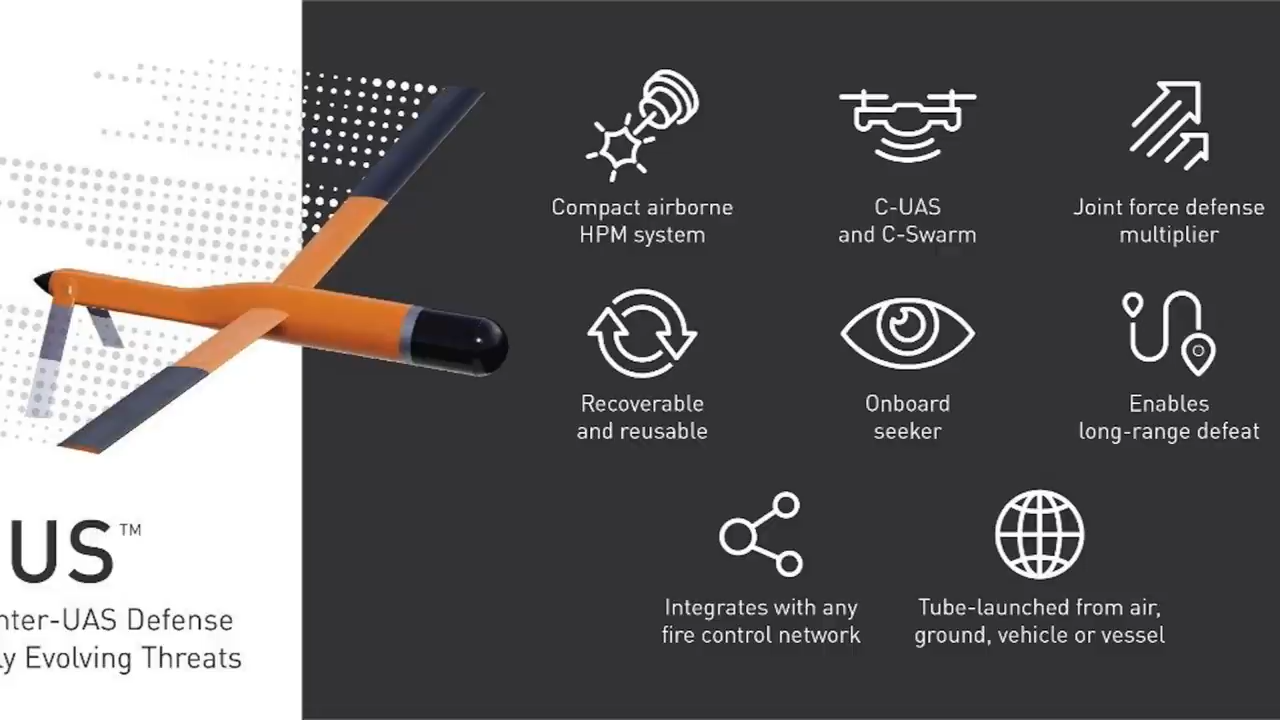 US™
nter-UAS Defense
ly Evolving Threats
Compact airborne
HPM system
C-UAS
and C-Swarm
Joint force defense
multiplier
Recoverable
and reusable
Onboard
seeker
Enables
long-range defeat
Integrates with any
fire control network
Tube-launched from air,
ground, vehicle or vessel